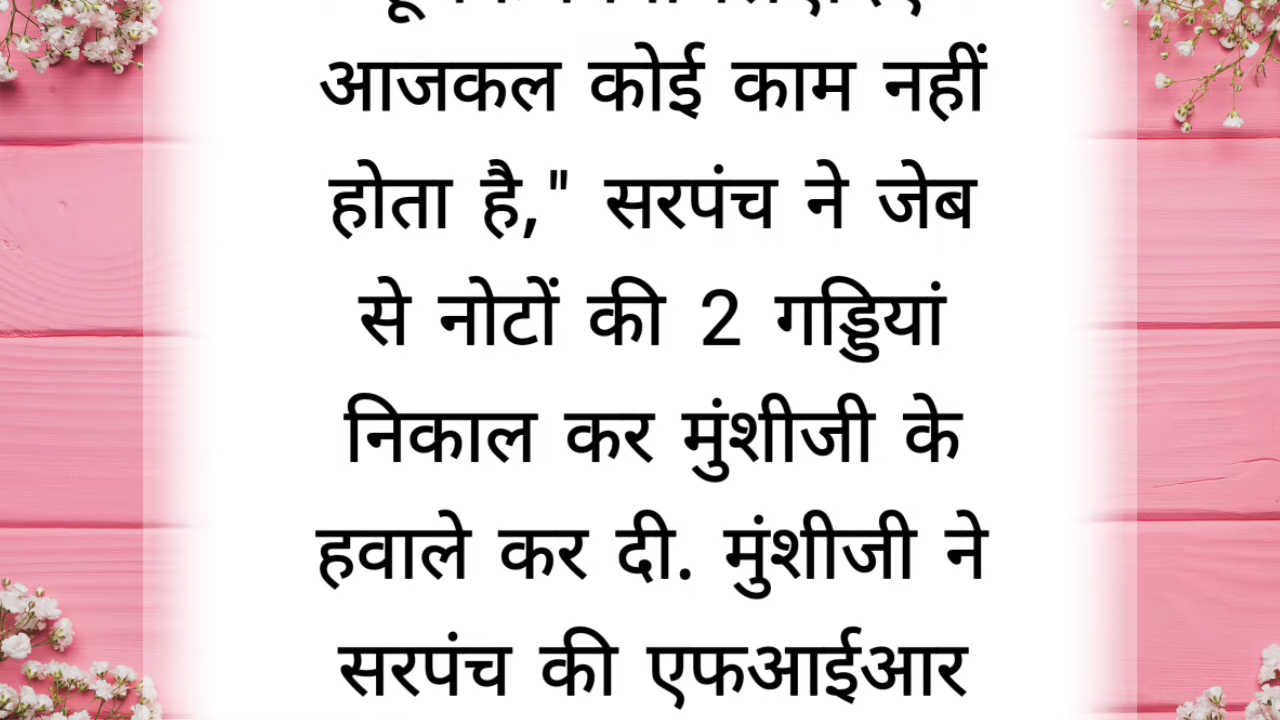 आजकल कोई काम नहीं
होता है," सरपंच ने जेब
से नोटों की 2 गड्डियां
निकाल कर मुंशीजी के
हवाले कर दी. मुंशीजी ने
सरपंच की एफआईआर